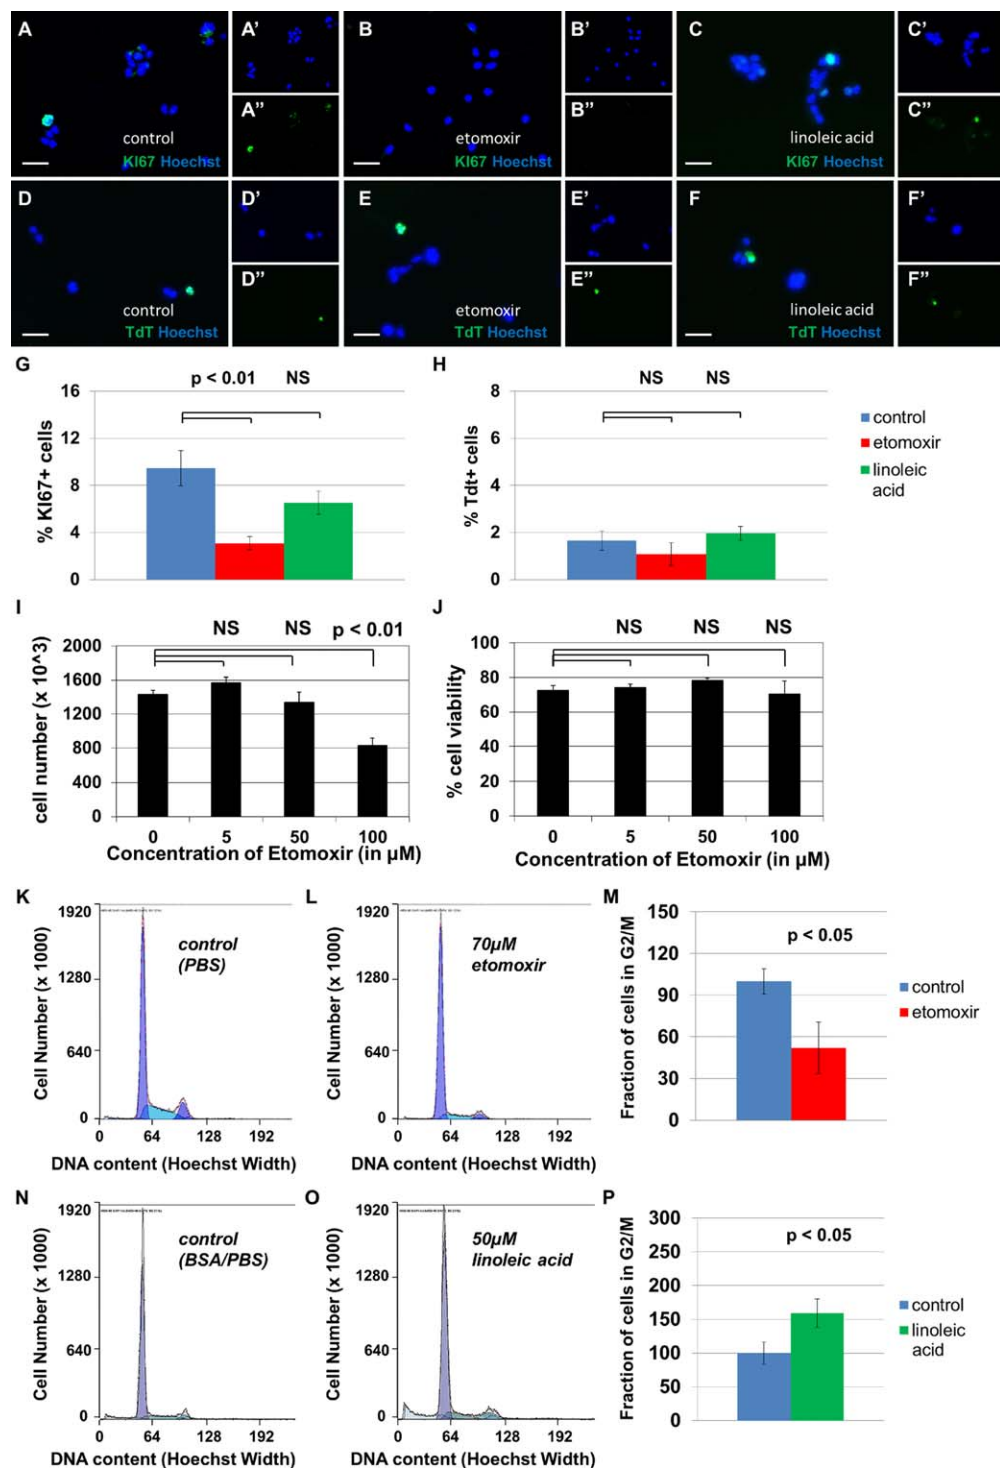 A
A'
A"
control
KI67 Hoechst
B
B'
B"
etomoxir
KI67 Hoechst
C
C'
C"
linoleic acid
KI67 Hoechst
D
D'
D"
control
TdT Hoechst
E
E'
E"
etomoxir
TdT Hoechst
F
F'
F"
linoleic acid
TdT Hoechst
G
p < 0.01 NS
% KI67+ cells
16
12
8
4
0
H
NS NS
% Tdt+ cells
8
6
4
2
0
control
etomoxir
linoleic
acid
I
NS NS p < 0.01
cell number (x 10^3)
2000
1600
1200
800
400
0
0 5 50 100
Concentration of Etomoxir (in µM)
J
NS NS NS
% cell viability
100
80
60
40
20
0
0 5 50 100
Concentration of Etomoxir (in µM)
K
control
(PBS)
Cell Number (x 1000)
1920
1280
640
0
0 64 128 192
DNA content (Hoechst Width)
L
70µM
etomoxir
Cell Number (x 1000)
1920
1280
640
0
0 64 128 192
DNA content (Hoechst Width)
M
p < 0.05
Fraction of cells in G2/M
150
120
90
60
30
0
control
etomoxir
N
control
(BSA/PBS)
Cell Number (x 1000)
1920
1280
640
0
0 64 128 192
DNA content (Hoechst Width)
O
50µM
linoleic acid
Cell Number (x 1000)
1920
1280
640
0
0 64 128 192
DNA content (Hoechst Width)
P
p < 0.05
Fraction of cells in G2/M
300
250
200
150
100
50
0
control
linoleic
acid